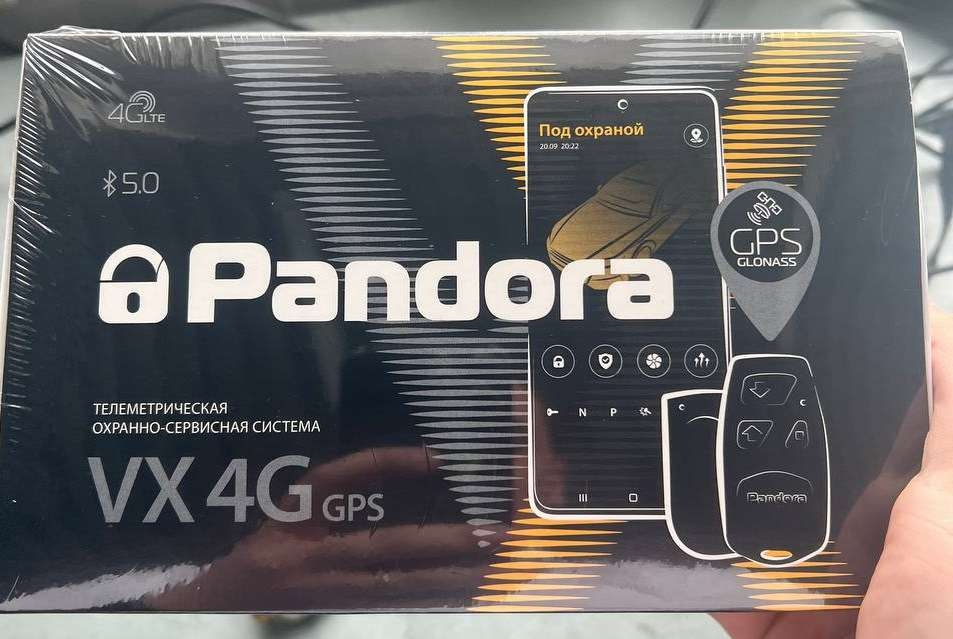 4G LTE
5.0
Под охраной
20.09 20:22
GPS
GLONASS
Pandora
N P
ТЕЛЕМЕТРИЧЕСКАЯ
ОХРАННО-СЕРВИСНАЯ СИСТЕМА
VX 4G GPS
Pandora